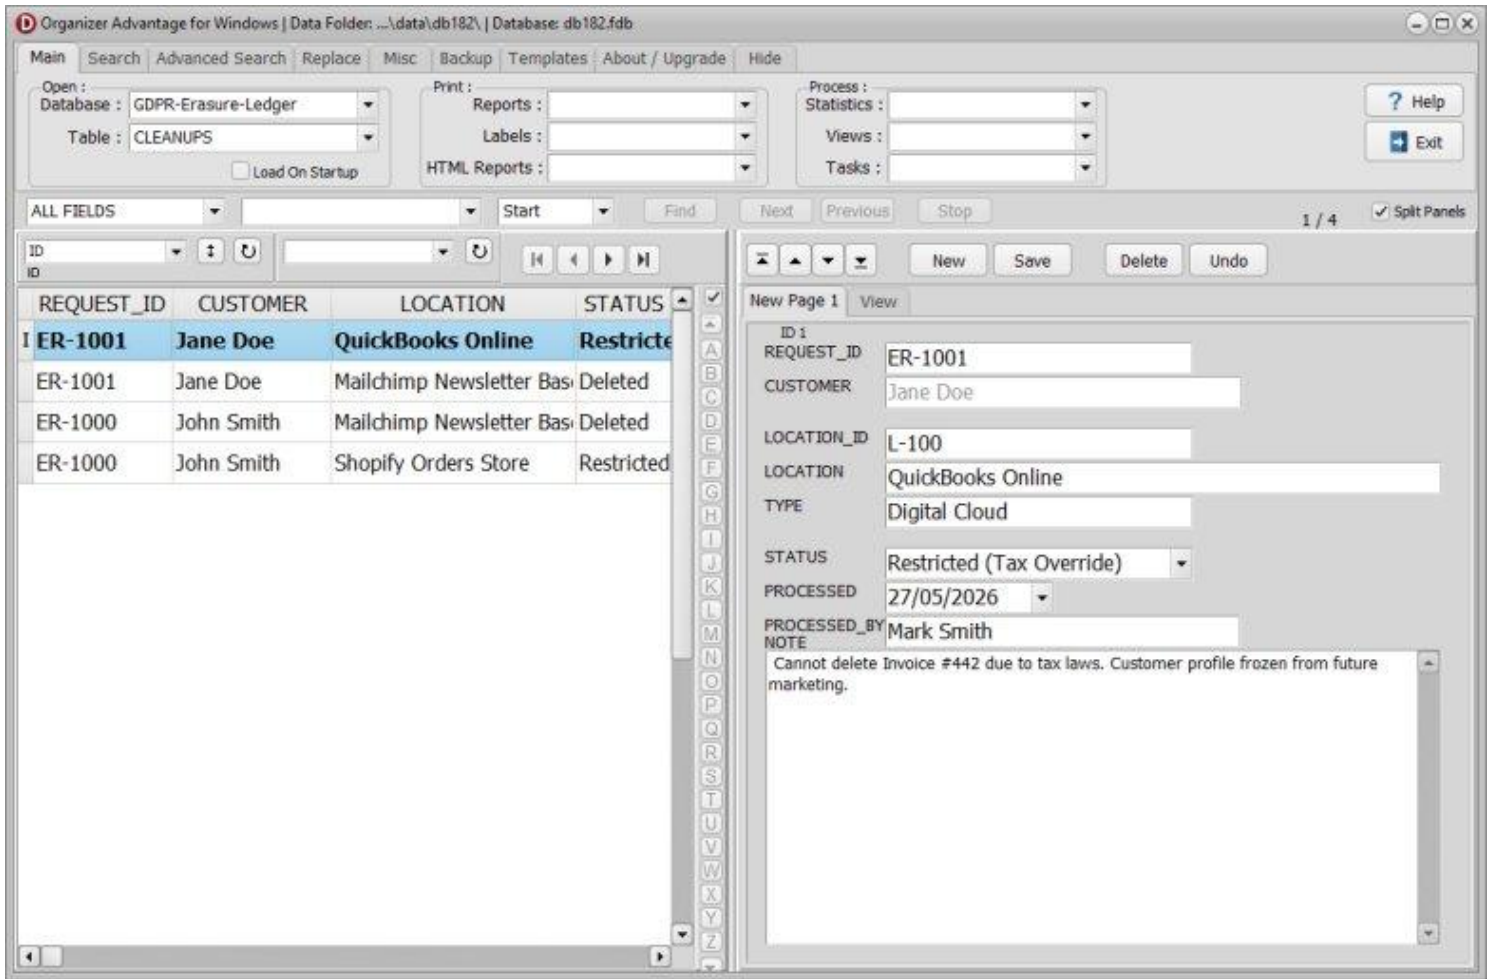 Organizer Advantage for Windows | Data Folder: ...\data\db182\ | Database: db182.fdb
Main Search Advanced Search Replace Misc Backup Templates About / Upgrade Hide
Open :
Database : GDPR-Erasure-Ledger
Table : CLEANUPS
Load On Startup
Print :
Reports :
Labels :
HTML Reports :
Process :
Statistics :
Views :
Tasks :
? Help
Exit
ALL FIELDS Start Find Next Previous Stop 1 / 4 Split Panels
ID
ID
New Save Delete Undo
REQUEST_ID CUSTOMER LOCATION STATUS
ER-1001 Jane Doe QuickBooks Online Restricte
ER-1001 Jane Doe Mailchimp Newsletter Bas Deleted
ER-1000 John Smith Mailchimp Newsletter Bas Deleted
ER-1000 John Smith Shopify Orders Store Restricted
A
B
C
D
E
F
G
H
I
J
K
L
M
N
O
P
Q
R
S
T
U
V
W
X
Y
Z
New Page 1 View
ID 1
REQUEST_ID ER-1001
CUSTOMER Jane Doe
LOCATION_ID L-100
LOCATION QuickBooks Online
TYPE Digital Cloud
STATUS Restricted (Tax Override)
PROCESSED 27/05/2026
PROCESSED_BY Mark Smith
NOTE
Cannot delete Invoice #442 due to tax laws. Customer profile frozen from future
marketing.